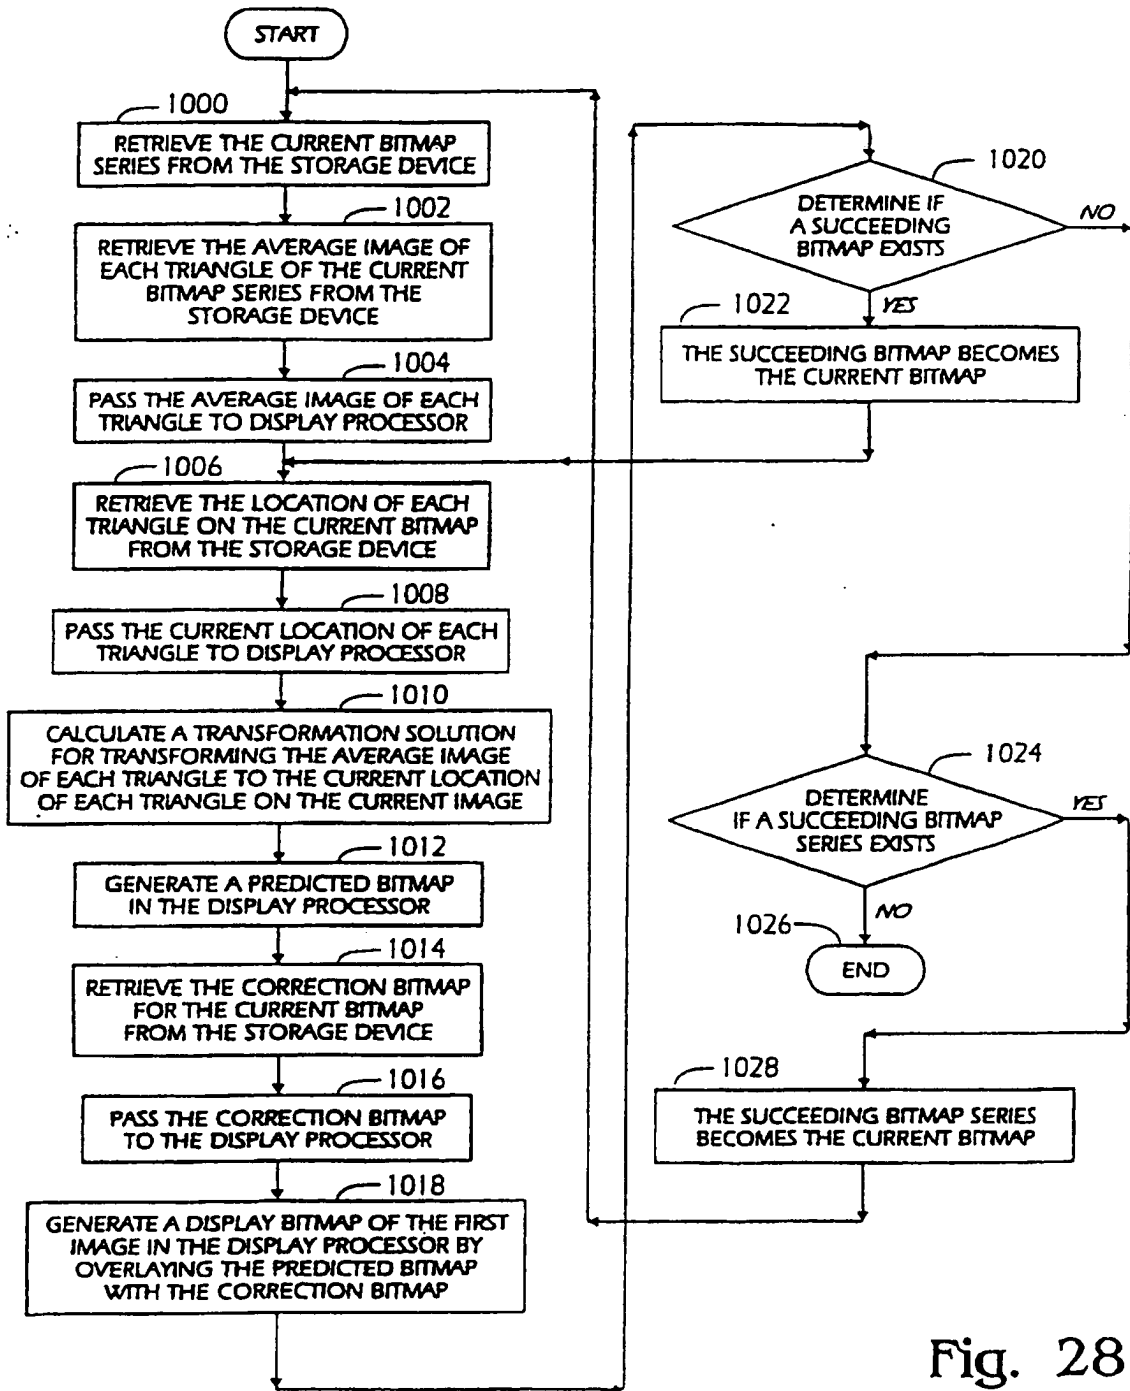 START
1000
RETRIEVE THE CURRENT BITMAP
SERIES FROM THE STORAGE DEVICE
1002
RETRIEVE THE AVERAGE IMAGE OF
EACH TRIANGLE OF THE CURRENT
BITMAP SERIES FROM THE
STORAGE DEVICE
1004
PASS THE AVERAGE IMAGE OF EACH
TRIANGLE TO DISPLAY PROCESSOR
1006
RETRIEVE THE LOCATION OF EACH
TRIANGLE ON THE CURRENT BITMAP
FROM THE STORAGE DEVICE
1008
PASS THE CURRENT LOCATION OF EACH
TRIANGLE TO DISPLAY PROCESSOR
1010
CALCULATE A TRANSFORMATION SOLUTION
FOR TRANSFORMING THE AVERAGE IMAGE
OF EACH TRIANGLE TO THE CURRENT LOCATION
OF EACH TRIANGLE ON THE CURRENT IMAGE
1012
GENERATE A PREDICTED BITMAP
IN THE DISPLAY PROCESSOR
1014
RETRIEVE THE CORRECTION BITMAP
FOR THE CURRENT BITMAP
FROM THE STORAGE DEVICE
1016
PASS THE CORRECTION BITMAP
TO THE DISPLAY PROCESSOR
1018
GENERATE A DISPLAY BITMAP OF THE FIRST
IMAGE IN THE DISPLAY PROCESSOR BY
OVERLAYING THE PREDICTED BITMAP
WITH THE CORRECTION BITMAP
1020
DETERMINE IF
A SUCCEEDING
BITMAP EXISTS
NO
YES
1022
THE SUCCEEDING BITMAP BECOMES
THE CURRENT BITMAP
1024
DETERMINE
IF A SUCCEEDING BITMAP
SERIES EXISTS
YES
NO
1026
END
1028
THE SUCCEEDING BITMAP SERIES
BECOMES THE CURRENT BITMAP
Fig. 28